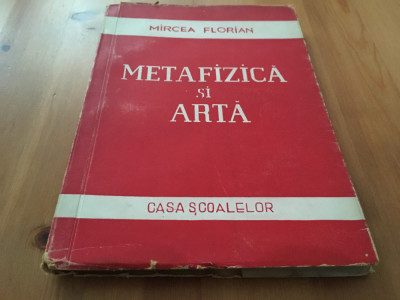 MIRCEA FLORIAN
METAFIZICĂ
ȘI
ARTĂ
CASA ȘCOALELOR